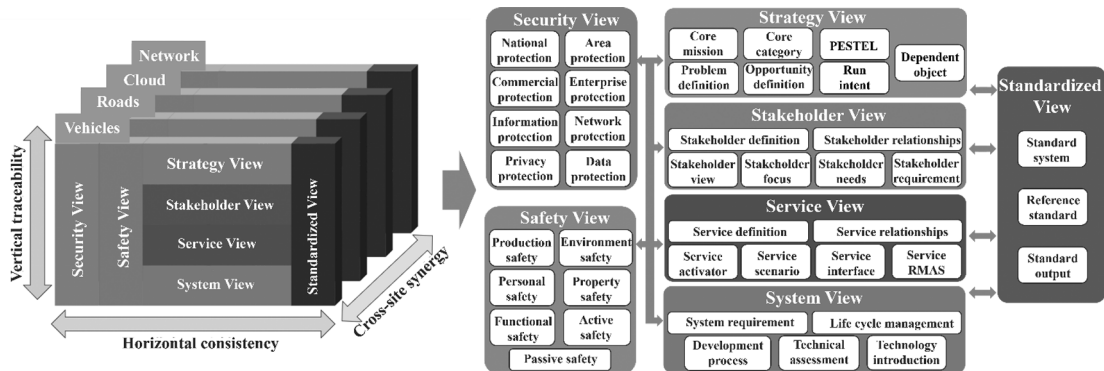 Network
Cloud
Roads
Vehicles
Vertical traceability
Security View
Safety View
Strategy View
Stakeholder View
Service View
System View
Standardized View
Cross-site synergy
Horizontal consistency
Security View
National
protection
Area
protection
Commercial
protection
Enterprise
protection
Information
protection
Network
protection
Privacy
protection
Data
protection
Safety View
Production
safety
Environment
safety
Personal
safety
Property
safety
Functional
safety
Active
safety
Passive safety
Strategy View
Core
mission
Core
category
PESTEL
Dependent
object
Problem
definition
Opportunity
definition
Run
intent
Stakeholder View
Stakeholder definition
Stakeholder relationships
Stakeholder
view
Stakeholder
focus
Stakeholder
needs
Stakeholder
requirement
Service View
Service definition
Service relationships
Service
activator
Service
scenario
Service
interface
Service
RMAS
System View
System requirement
Life cycle management
Development
process
Technical
assessment
Technology
introduction
Standardized
View
Standard
system
Reference
standard
Standard
output